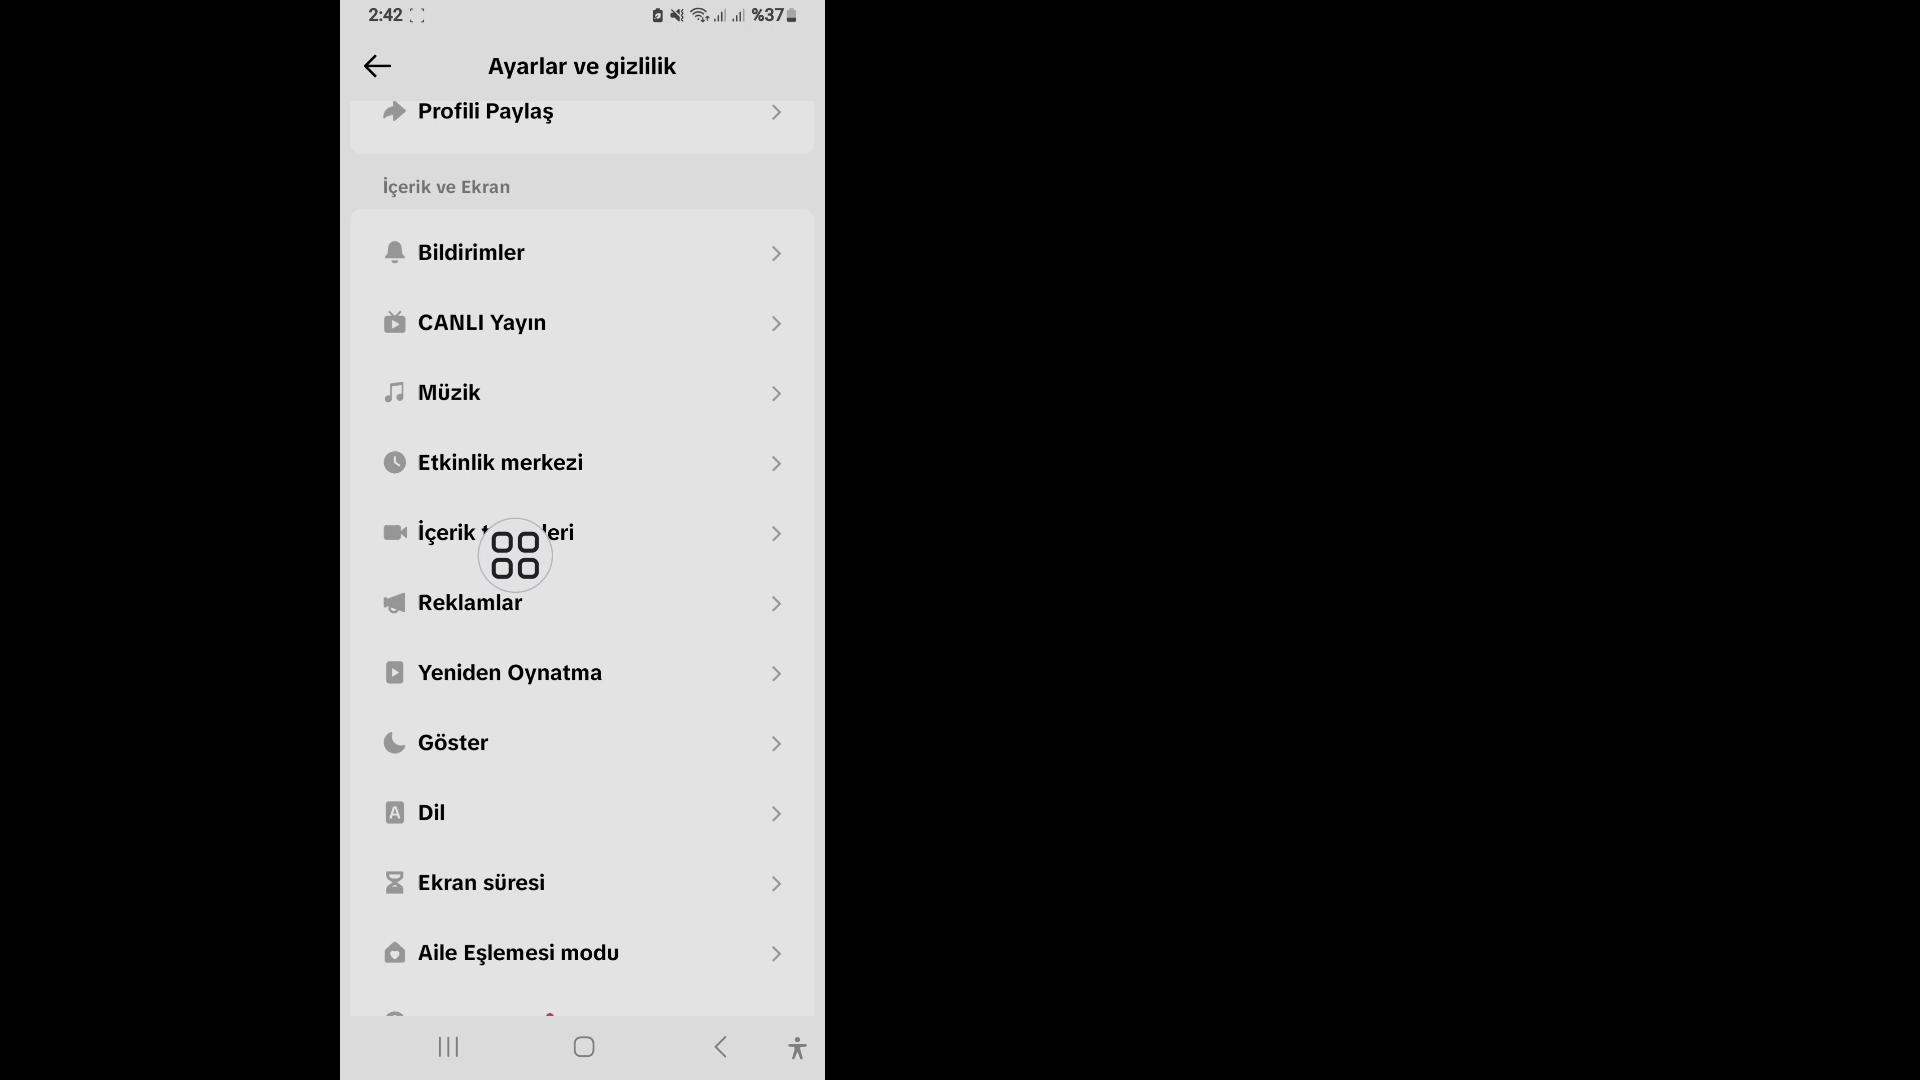 2:42 %37
Ayarlar ve gizlilik
Profili Paylaş
İçerik ve Ekran
Bildirimler
CANLI Yayın
Müzik
Etkinlik merkezi
İçerik
Reklamlar
Yeniden Oynatma
Göster
A Dil
Ekran süresi
Aile Eşlemesi modu